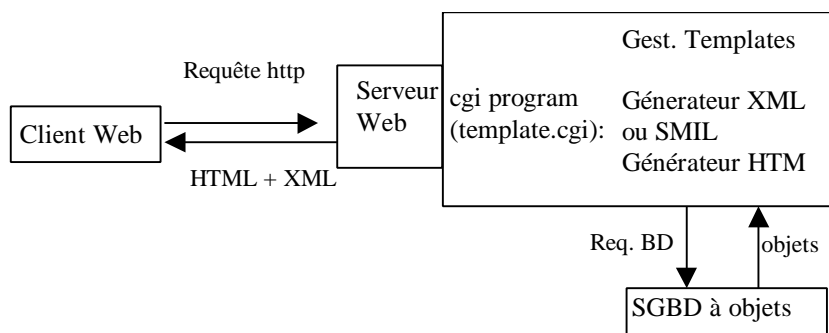 Gest. Templates
Requête http
Serveur
Web
cgi program
(template.cgi):
Génerateur XML
ou SMIL
Générateur HTM
Client Web
HTML + XML
Req. BD
objets
SGBD à objets